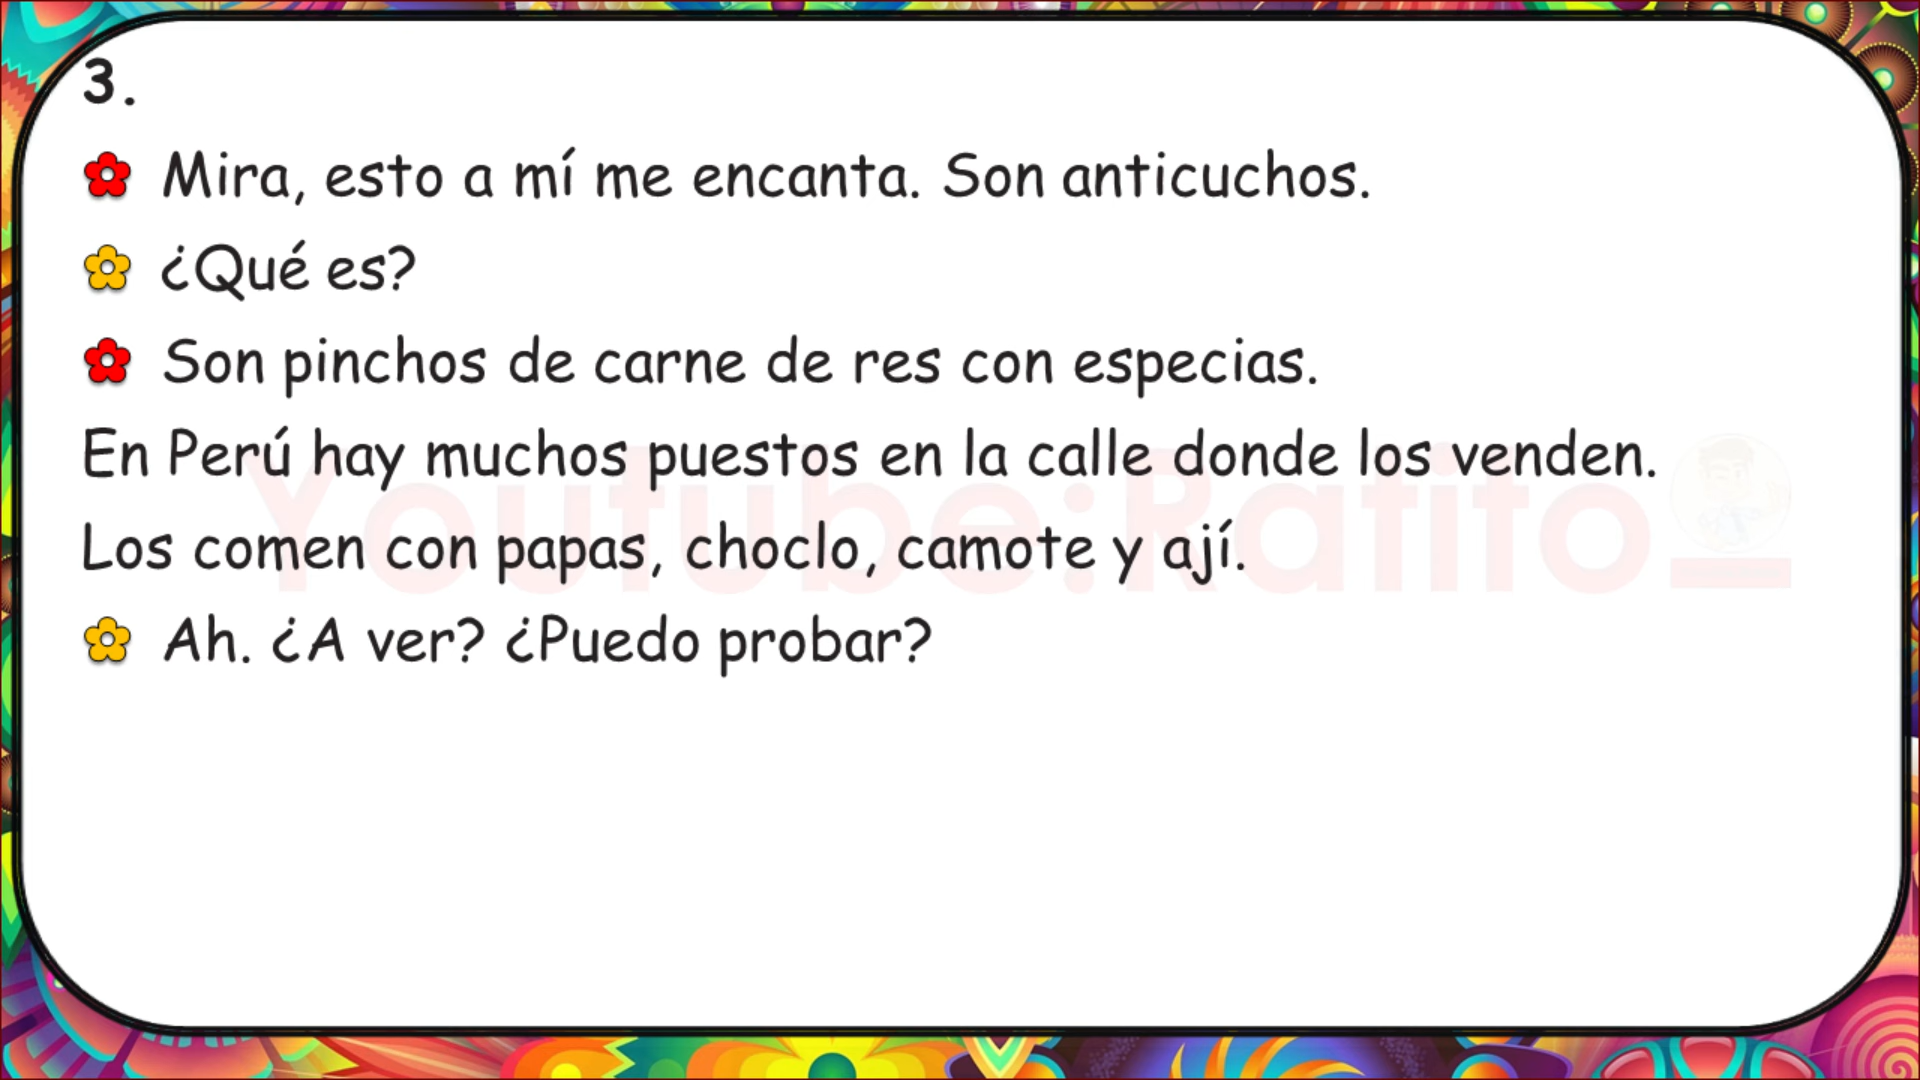 3.
Mira, esto a mí me encanta. Son anticuchos.
¿Qué es?
Son pinchos de carne de res con especias.
En Perú hay muchos puestos en la calle donde los venden.
Los comen con papas, choclo, camote y ají.
Ah. ¿A ver? ¿Puedo probar?
Youtube:Ratito_